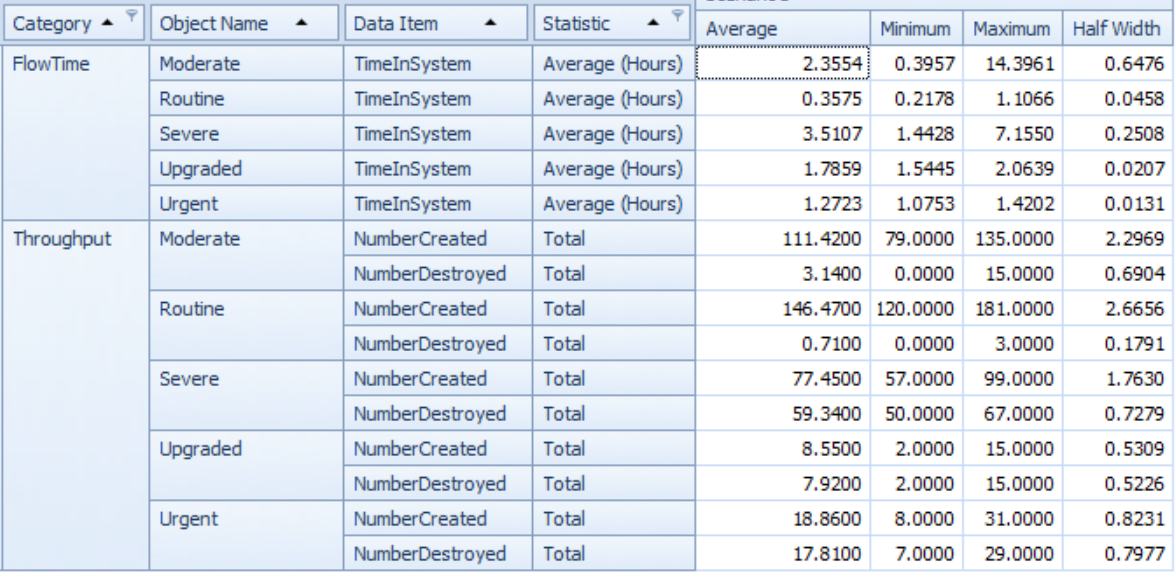 Category Object Name Data Item Statistic Average Minimum Maximum Half Width
FlowTime Moderate TimeInSystem Average (Hours) 2.3554 0.3957 14.3961 0.6476
Routine TimeInSystem Average (Hours) 0.3575 0.2178 1.1066 0.0458
Severe TimeInSystem Average (Hours) 3.5107 1.4428 7.1550 0.2508
Upgraded TimeInSystem Average (Hours) 1.7859 1.5445 2.0639 0.0207
Urgent TimeInSystem Average (Hours) 1.2723 1.0753 1.4202 0.0131
Throughput Moderate NumberCreated Total 111.4200 79.0000 135.0000 2.2969
NumberDestroyed Total 3.1400 0.0000 15.0000 0.6904
Routine NumberCreated Total 146.4700 120.0000 181.0000 2.6656
NumberDestroyed Total 0.7100 0.0000 3.0000 0.1791
Severe NumberCreated Total 77.4500 57.0000 99.0000 1.7630
NumberDestroyed Total 59.3400 50.0000 67.0000 0.7279
Upgraded NumberCreated Total 8.5500 2.0000 15.0000 0.5309
NumberDestroyed Total 7.9200 2.0000 15.0000 0.5226
Urgent NumberCreated Total 18.8600 8.0000 31.0000 0.8231
NumberDestroyed Total 17.8100 7.0000 29.0000 0.7977